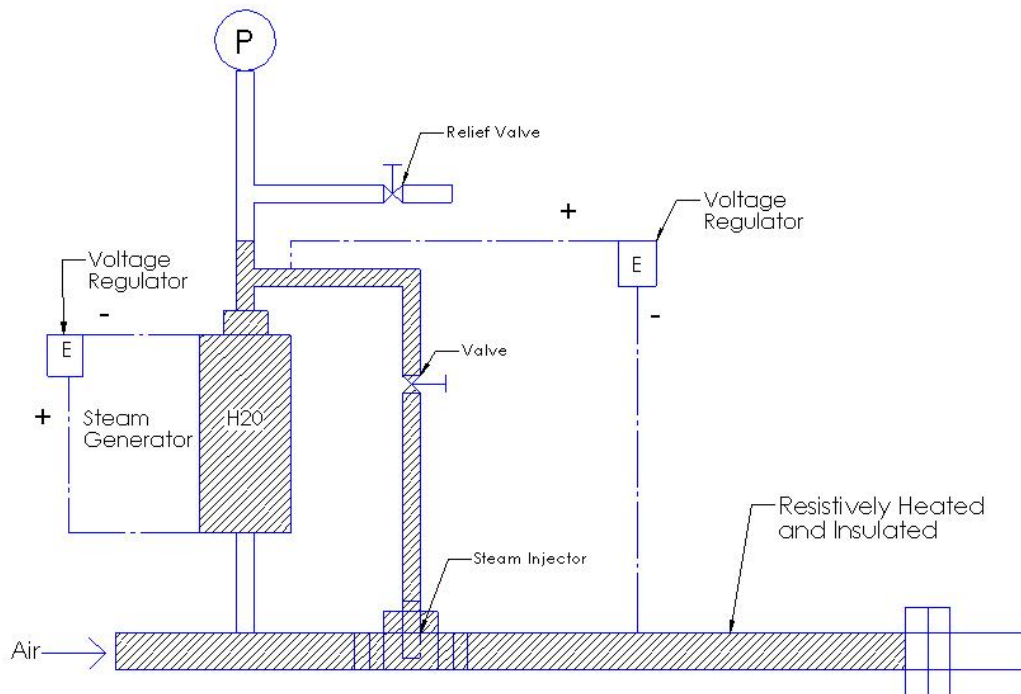 P
Relief Valve
+
Voltage
Regulator
E
-
Voltage
Regulator
-
E
+
Steam
Generator
H20
Valve
Resistively Heated
and Insulated
Steam Injector
Air